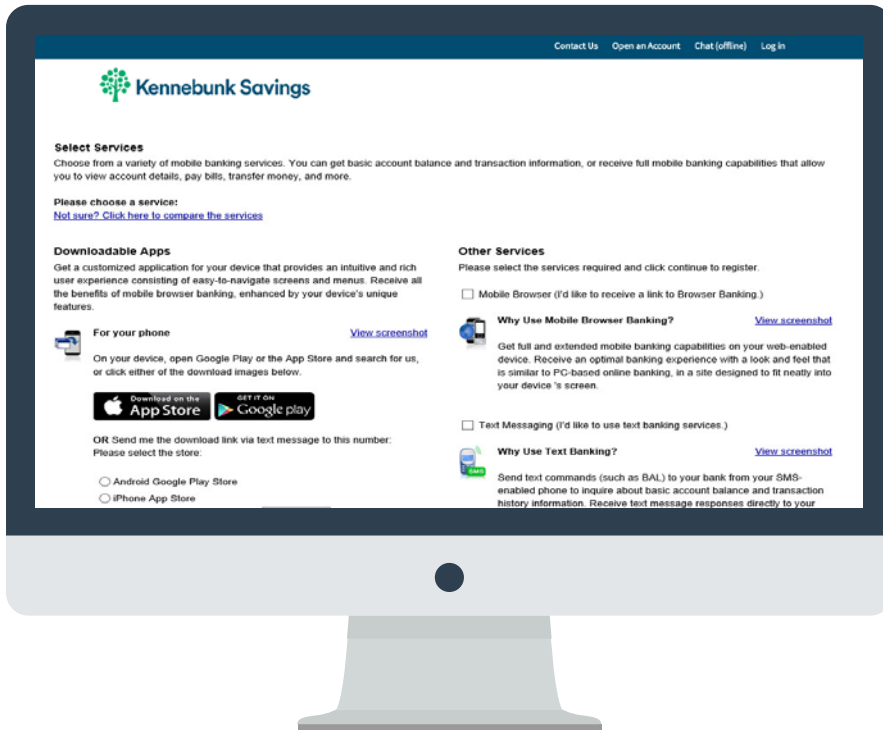 Contact Us Open an Account Chat (offline) Log in
Kennebunk Savings
Select Services
Choose from a variety of mobile banking services. You can get basic account balance and transaction information, or receive full mobile banking capabilities that allow
you to view account details, pay bills, transfer money, and more.
Please choose a service:
Not sure? Click here to compare the services
Downloadable Apps
Get a customized application for your device that provides an intuitive and rich
user experience consisting of easy-to-navigate screens and menus. Receive all
the benefits of mobile browser banking, enhanced by your device's unique
features.
For your phone View screenshot
On your device, open Google Play or the App Store and search for us,
or click either of the download images below.
Download on the
App Store
GET IT ON
Google play
OR Send me the download link via text message to this number:
Please select the store:
Android Google Play Store
iPhone App Store
Other Services
Please select the services required and click continue to register.
Mobile Browser (I'd like to receive a link to Browser Banking.)
Why Use Mobile Browser Banking? View screenshot
Get full and extended mobile banking capabilities on your web-enabled
device. Receive an optimal banking experience with a look and feel that
is similar to PC-based online banking, in a site designed to fit neatly into
your device 's screen.
Text Messaging (I'd like to use text banking services.)
Why Use Text Banking? View screenshot
SMS
Send text commands (such as BAL) to your bank from your SMS-
enabled phone to inquire about basic account balance and transaction
history information. Receive text message responses directly to your